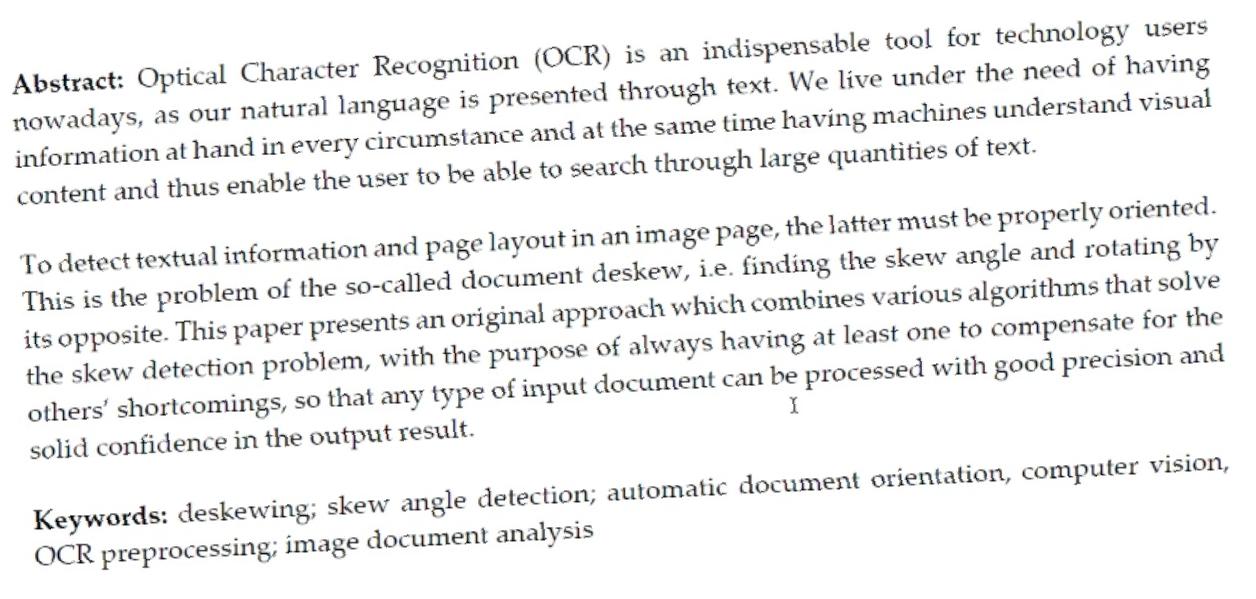 Abstract: Optical Character Recognition (OCR) is an indispensable tool for technology users
nowadays, as our natural language is presented through text. We live under the need of having
information at hand in every circumstance and at the same time having machines understand visual
content and thus enable the user to be able to search through large quantities of text.
To detect textual information and page layout in an image page, the latter must be properly oriented.
This is the problem of the so-called document deskew, i.e. finding the skew angle and rotating by
its opposite. This paper presents an original approach which combines various algorithms that solve
the skew detection problem, with the purpose of always having at least one to compensate for the
others’ shortcomings, so that any type of input document can be processed with good precision and
solid confidence in the output result.
Keywords: deskewing; skew angle detection; automatic document orientation, computer vision,
OCR preprocessing; image document analysis